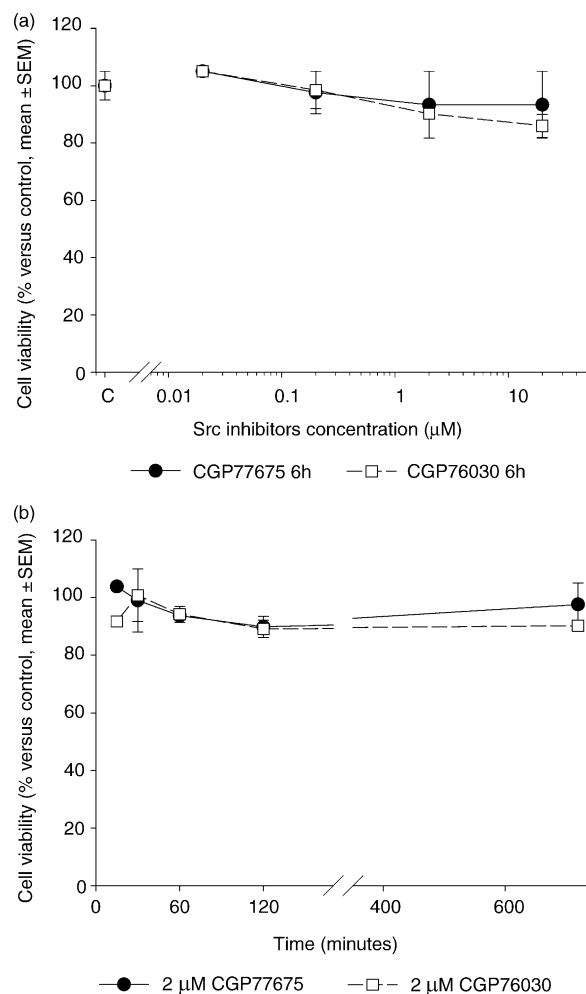 (a)
Cell viability (% versus control, mean ±SEM)
120
100
80
60
40
20
0
C 0.01 0.1 1 10
Src inhibitors concentration (μM)
CGP77675 6h CGP76030 6h
(b)
Cell viability (% versus control, mean ±SEM)
120
100
80
60
40
20
0
0 60 120 400 600
Time (minutes)
2 μM CGP77675 2 μM CGP76030